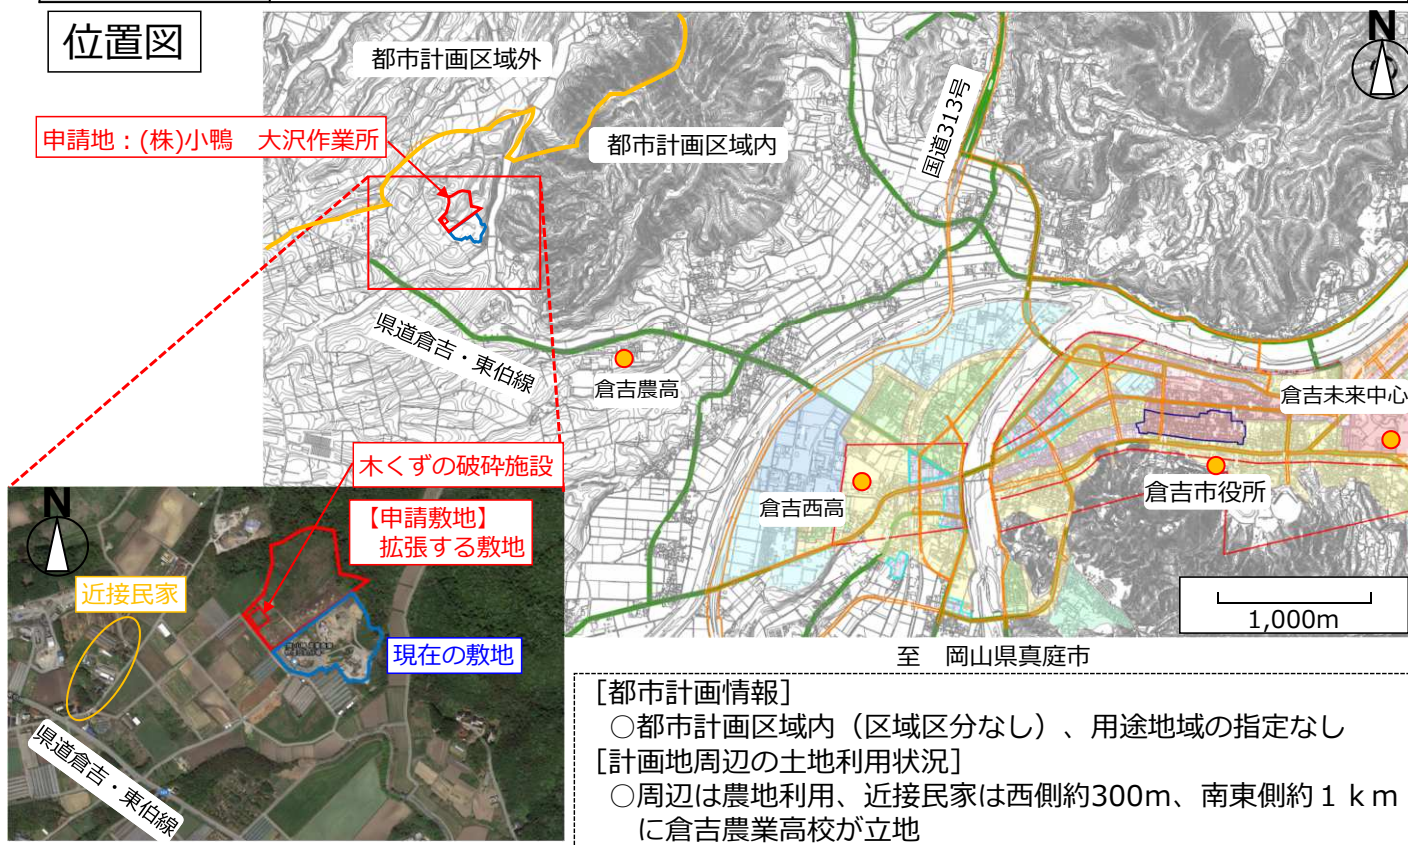 位置図
都市計画区域外
N
国道313号
申請地：(株)小鴨　大沢作業所
都市計画区域内
県道倉吉・東伯線
倉吉農高
倉吉未来中心
倉吉西高
倉吉市役所
1,000m
木くずの破砕施設
【申請敷地】
拡張する敷地
N
近接民家
現在の敷地
県道倉吉・東伯線
至　岡山県真庭市
[都市計画情報]
○都市計画区域内（区域区分なし）、用途地域の指定なし
[計画地周辺の土地利用状況]
○周辺は農地利用、近接民家は西側約300m、南東側約１ｋｍ
に倉吉農業高校が立地